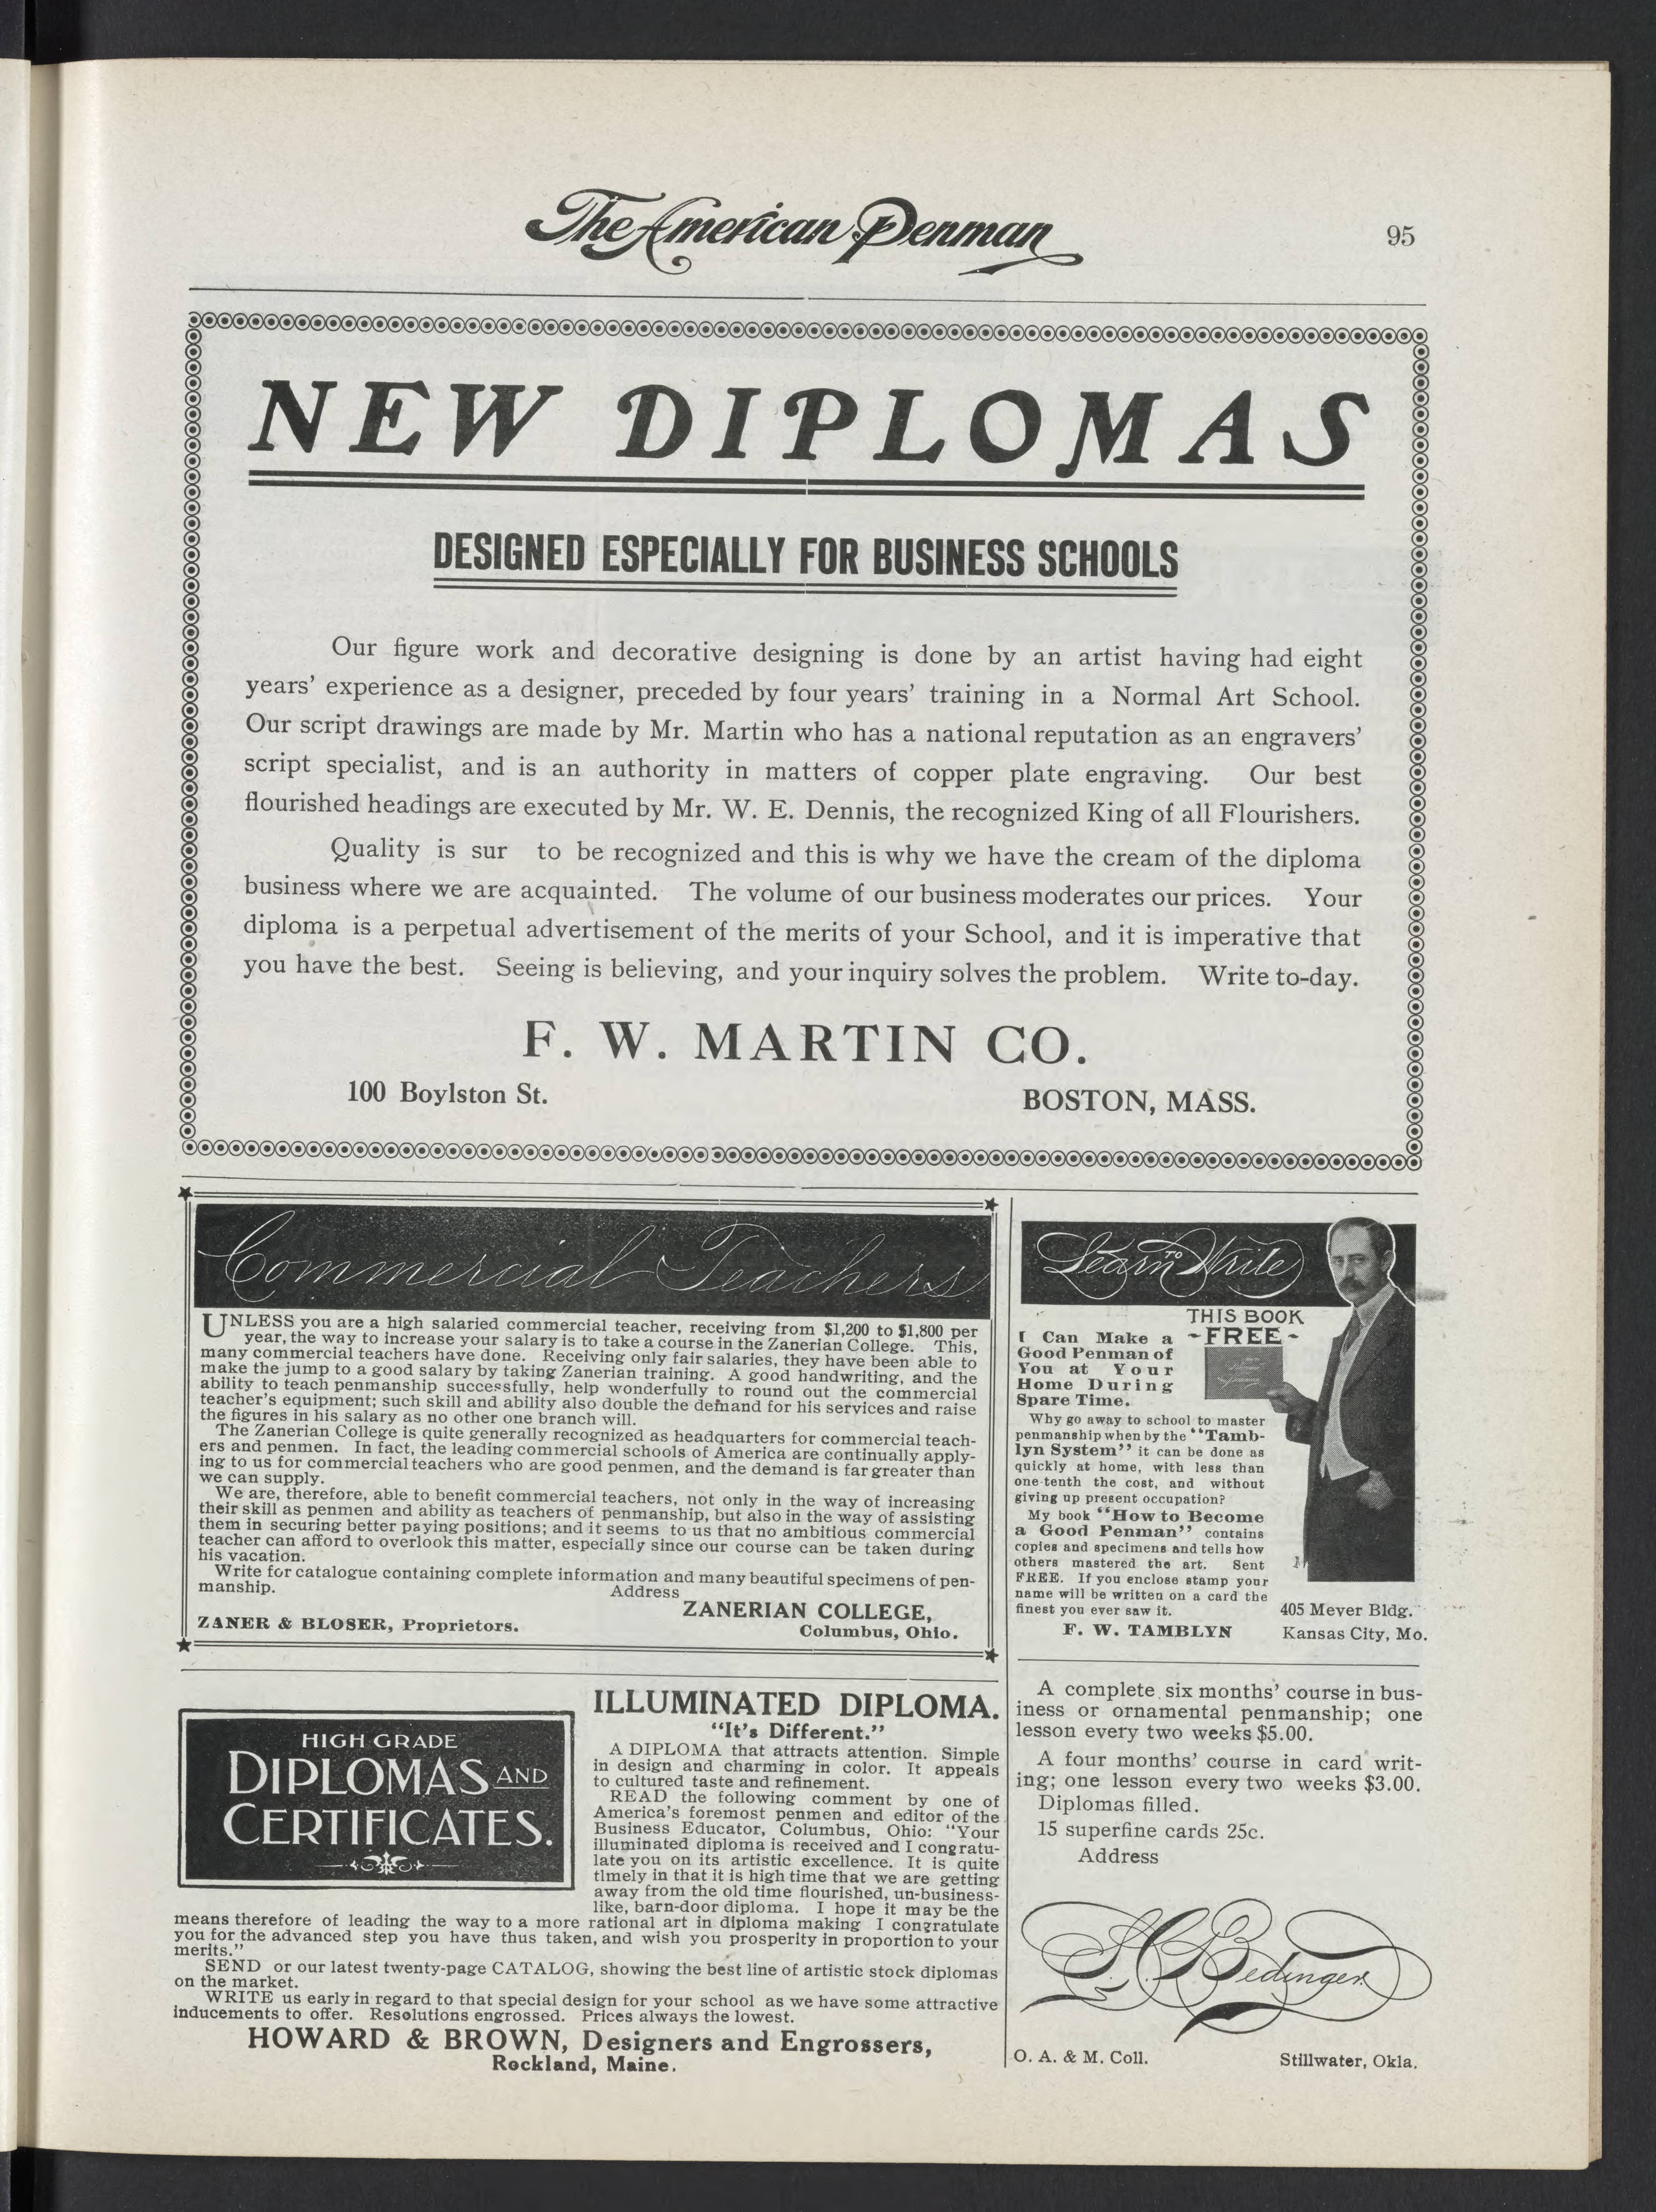 The American Penman
95
NEW DIPLOMAS
DESIGNED ESPECIALLY FOR BUSINESS SCHOOLS
Our figure work and decorative designing is done by an artist having had eight
years' experience as a designer, preceded by four years' training in a Normal Art School.
Our script drawings are made by Mr. Martin who has a national reputation as an engravers'
script specialist, and is an authority in matters of copper plate engraving. Our best
flourished headings are executed by Mr. W. E. Dennis, the recognized King of all Flourishers.
Quality is sur to be recognized and this is why we have the cream of the diploma
business where we are acquainted. The volume of our business moderates our prices. Your
diploma is a perpetual advertisement of the merits of your School, and it is imperative that
you have the best. Seeing is believing, and your inquiry solves the problem. Write to-day.
F. W. MARTIN CO.
100 Boylston St.
BOSTON, MASS.
Commercial Teachers
UNLESS you are a high salaried commercial teacher, receiving from $1,200 to $1,800 per
year, the way to increase your salary is to take a course in the Zanerian College. This,
many commercial teachers have done. Receiving only fair salaries, they have been able to
make the jump to a good salary by taking Zanerian training. A good handwriting, and the
ability to teach penmanship successfully, help wonderfully to round out the commercial
teacher's equipment; such skill and ability also double the demand for his services and raise
the figures in his salary as no other one branch will.
The Zanerian College is quite generally recognized as headquarters for commercial teach-
ers and penmen. In fact, the leading commercial schools of America are continually apply-
ing to us for commercial teachers who are good penmen, and the demand is far greater than
we can supply.
We are, therefore, able to benefit commercial teachers, not only in the way of increasing
their skill as penmen and ability as teachers of penmanship, but also in the way of assisting
them in securing better paying positions; and it seems to us that no ambitious commercial
teacher can afford to overlook this matter, especially since our course can be taken during
his vacation.
Write for catalogue containing complete information and many beautiful specimens of pen-
manship. Address
ZANERIAN COLLEGE,
ZANER & BLOSER, Proprietors.
Columbus, Ohio.
Learn to Write
THIS BOOK
-FREE-
I Can Make a
Good Penman of
You at Your
Home During
Spare Time.
Why go away to school to master
penmanship when by the "Tamb-
lyn System" it can be done as
quickly at home, with less than
one-tenth the cost, and without
giving up present occupation?
My book "How to Become
a Good Penman" contains
copies and specimens and tells how
others mastered the art. Sent
FREE. If you enclose stamp your
name will be written on a card the
finest you ever saw it.
F. W. TAMBLYN
405 Meyer Bldg.
Kansas City, Mo.
HIGH GRADE
DIPLOMAS AND
CERTIFICATES.
ILLUMINATED DIPLOMA.
"It's Different."
A DIPLOMA that attracts attention. Simple
in design and charming in color. It appeals
to cultured taste and refinement.
READ the following comment by one of
America's foremost penmen and editor of the
Business Educator, Columbus, Ohio: "Your
illuminated diploma is received and I congratu-
late you on its artistic excellence. It is quite
timely in that it is high time that we are getting
away from the old time flourished, un-business-
like, barn-door diploma. I hope it may be the
means therefore of leading the way to a more rational art in diploma making I congratulate
you for the advanced step you have thus taken, and wish you prosperity in proportion to your
merits."
SEND or our latest twenty-page CATALOG, showing the best line of artistic stock diplomas
on the market.
WRITE us early in regard to that special design for your school as we have some attractive
inducements to offer. Resolutions engrossed. Prices always the lowest.
HOWARD & BROWN, Designers and Engrossers,
Rockland, Maine.
A complete six months' course in bus-
iness or ornamental penmanship; one
lesson every two weeks $5.00.
A four months' course in card writ-
ing; one lesson every two weeks $3.00.
Diplomas filled.
15 superfine cards 25c.
Address
Bedinger
O. A. & M. Coll.
Stillwater, Okla.